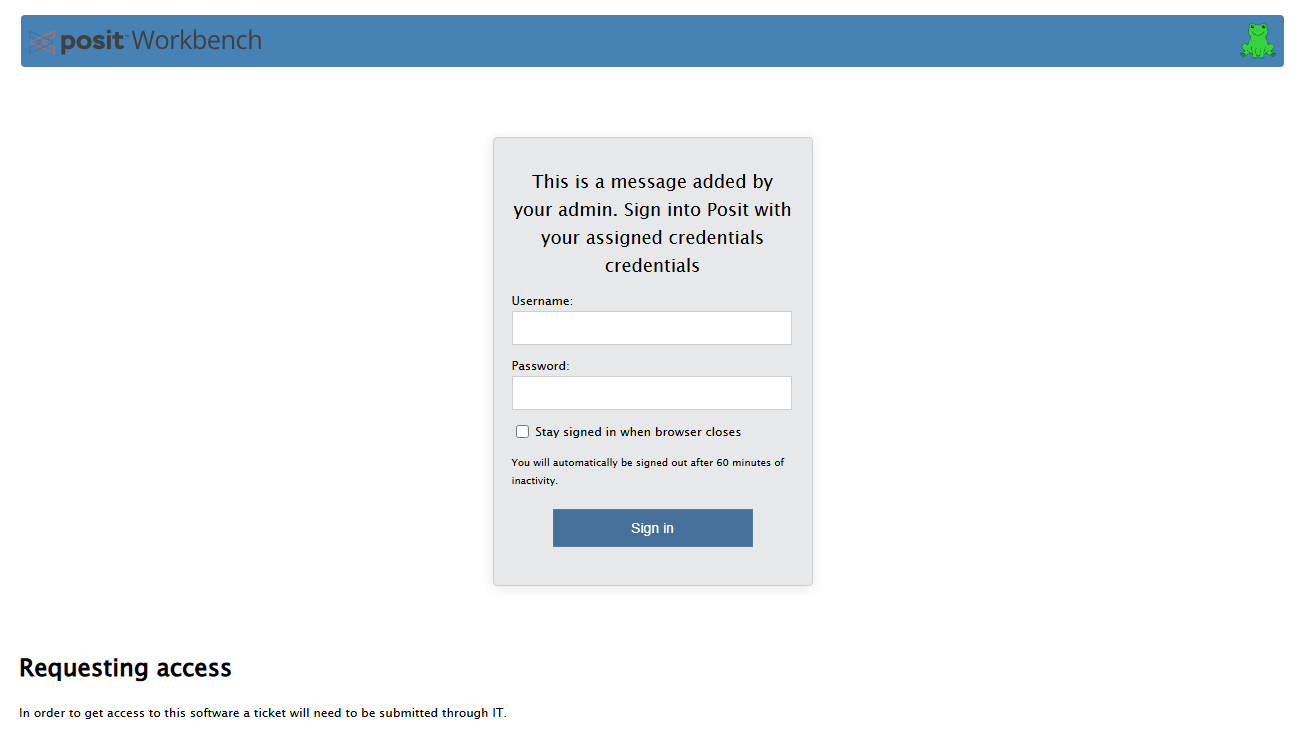 posit Workbench
This is a message added by
your admin. Sign into Posit with
your assigned credentials
credentials
Username:
Password:
Stay signed in when browser closes
You will automatically be signed out after 60 minutes of
inactivity.
Sign in
Requesting access
In order to get access to this software a ticket will need to be submitted through IT.